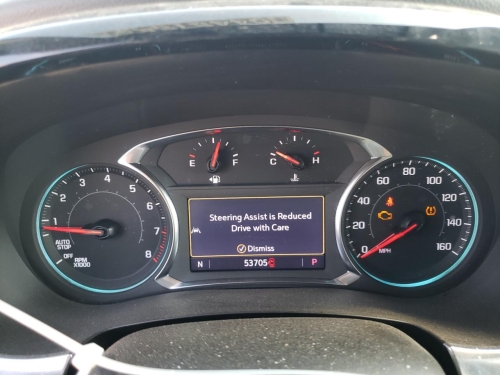 E F
C H
1 2 3 4 5 6 7 8
AUTO STOP
OFF
RPM
X1000
Steering Assist is Reduced
Drive with Care
Dismiss
N 53705 P
0 20 40 60 80 100 120 140 160
MPH